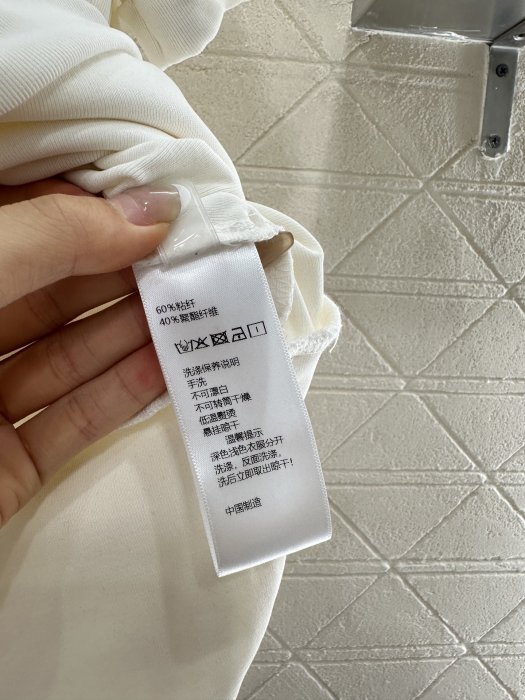 60%粘纤
40%聚酯纤维
洗涤保养说明
手洗
不可漂白
不可转筒干燥
低温熨烫
悬挂晾干
温馨提示
深色浅色衣服分开
洗涤，反面洗涤，
洗后立即取出晾干！
中国制造